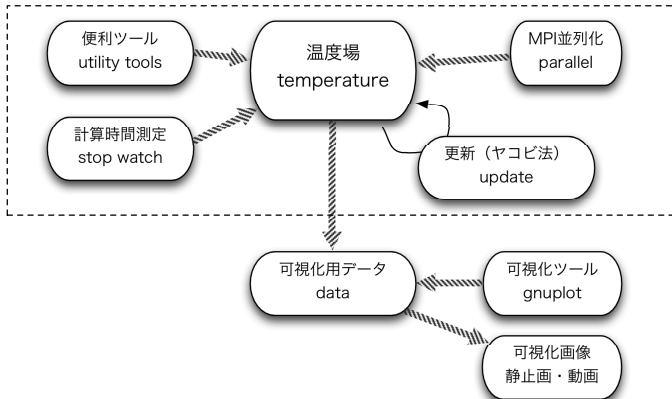 便利ツール
utility tools
温度場
temperature
MPI並列化
parallel
計算時間測定
stop watch
更新（ヤコビ法）
update
可視化用データ
data
可視化ツール
gnuplot
可視化画像
静止画・動画